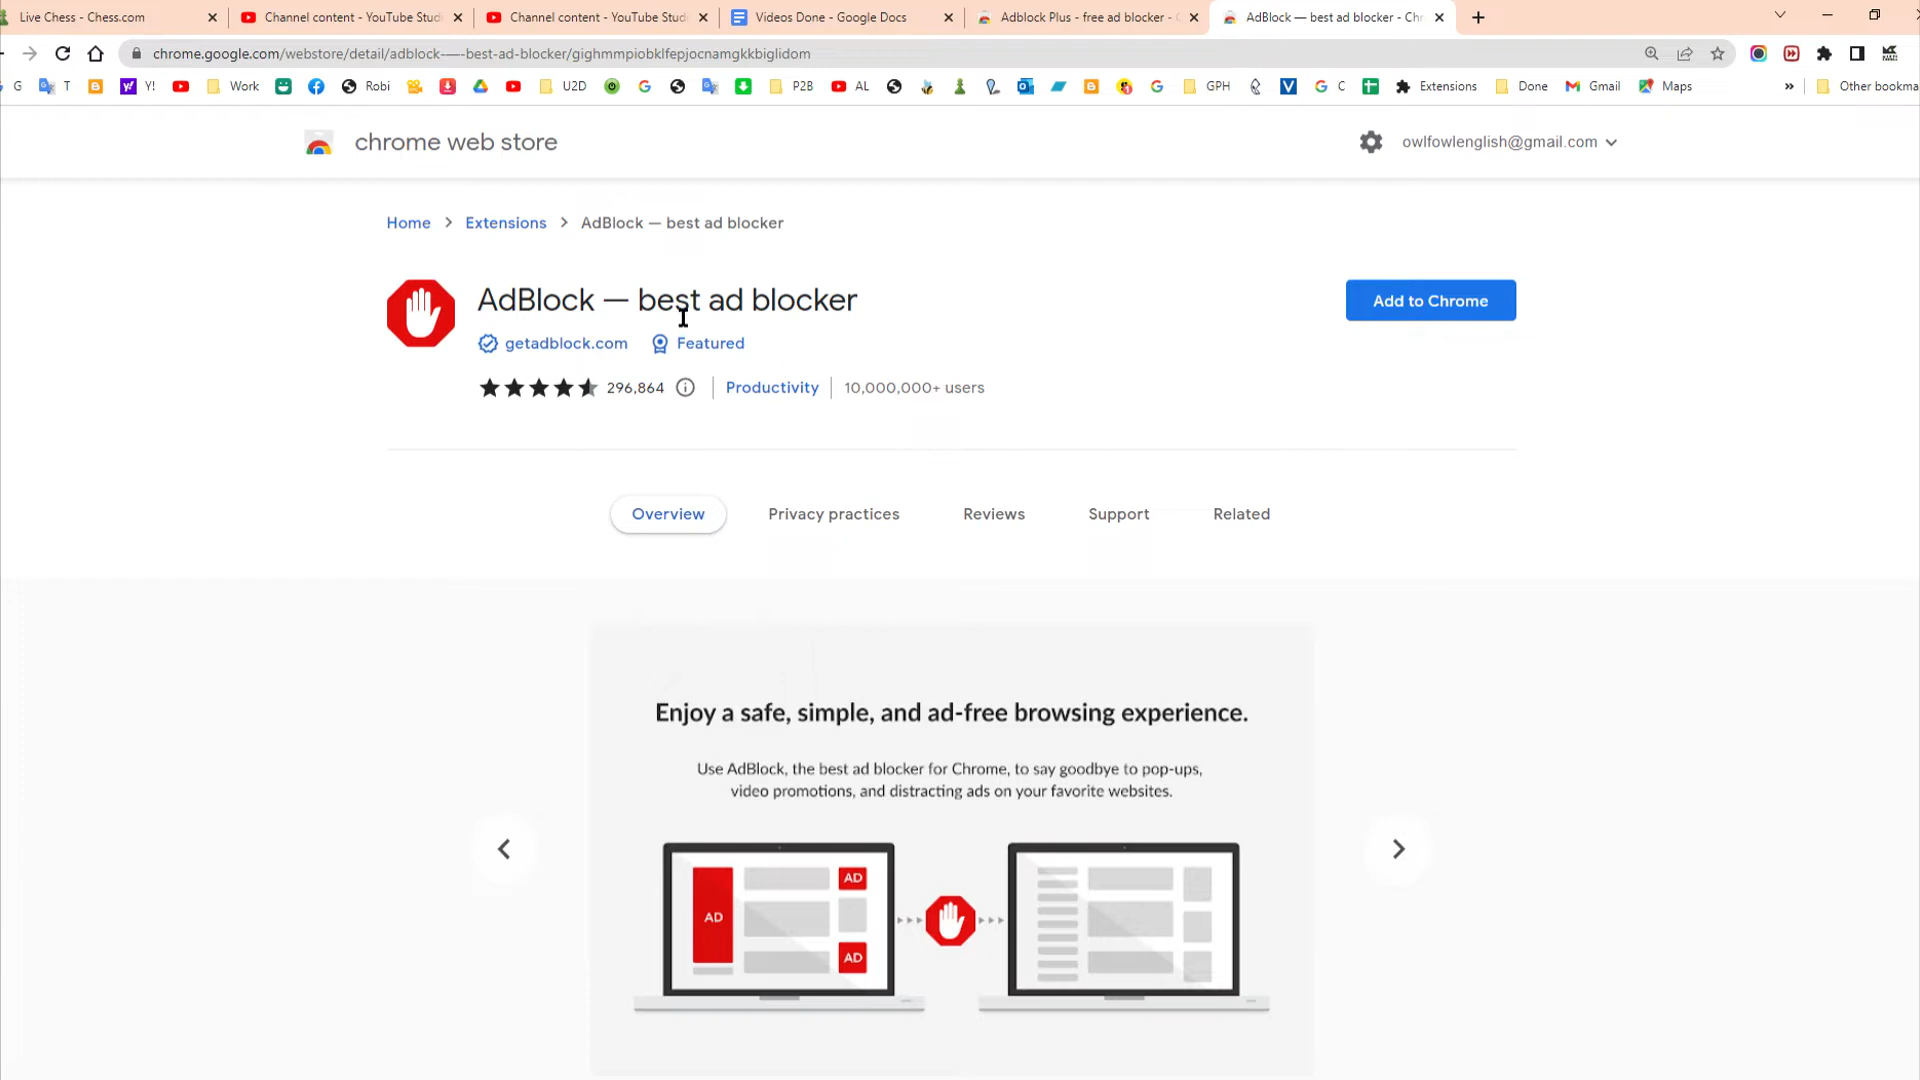 Live Chess - Chess.com
Channel content - YouTube Stud
Channel content - YouTube Stud
Videos Done - Google Docs
Adblock Plus - free ad blocker - C
AdBlock — best ad blocker - Chr
chrome.google.com/webstore/detail/adblock-—-best-ad-blocker/gighmmpiobklfepjocnamgkkbiglidom
G
T
Y!
Work
Robi
U2D
P2B
AL
GPH
C
Extensions
Done
Gmail
Maps
»
Other bookma
chrome web store
owlfowlenglish@gmail.com
Home > Extensions > AdBlock — best ad blocker
AdBlock — best ad blocker
Add to Chrome
getadblock.com
Featured
296,864
Productivity
10,000,000+ users
Overview
Privacy practices
Reviews
Support
Related
Enjoy a safe, simple, and ad-free browsing experience.
Use AdBlock, the best ad blocker for Chrome, to say goodbye to pop-ups,
video promotions, and distracting ads on your favorite websites.
AD
AD
AD